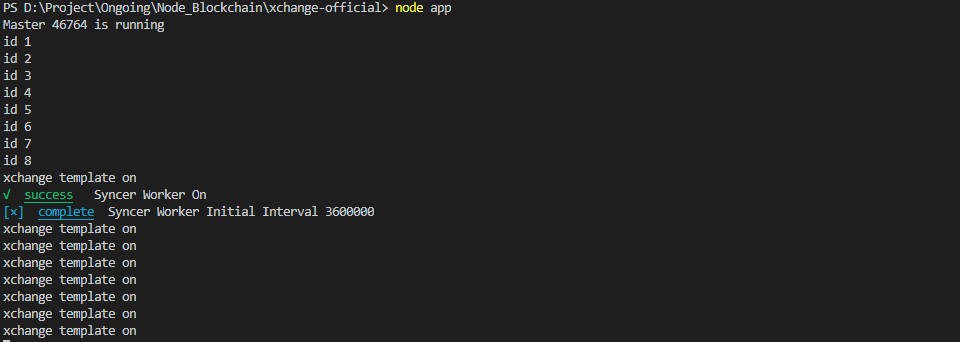 PS D:\Project\Ongoing\Node_Blockchain\xchange-official> node app
Master 46764 is running
id 1
id 2
id 3
id 4
id 5
id 6
id 7
id 8
xchange template on
√  success   Syncer Worker On
[×]  complete  Syncer Worker Initial Interval 3600000
xchange template on
xchange template on
xchange template on
xchange template on
xchange template on
xchange template on
xchange template on